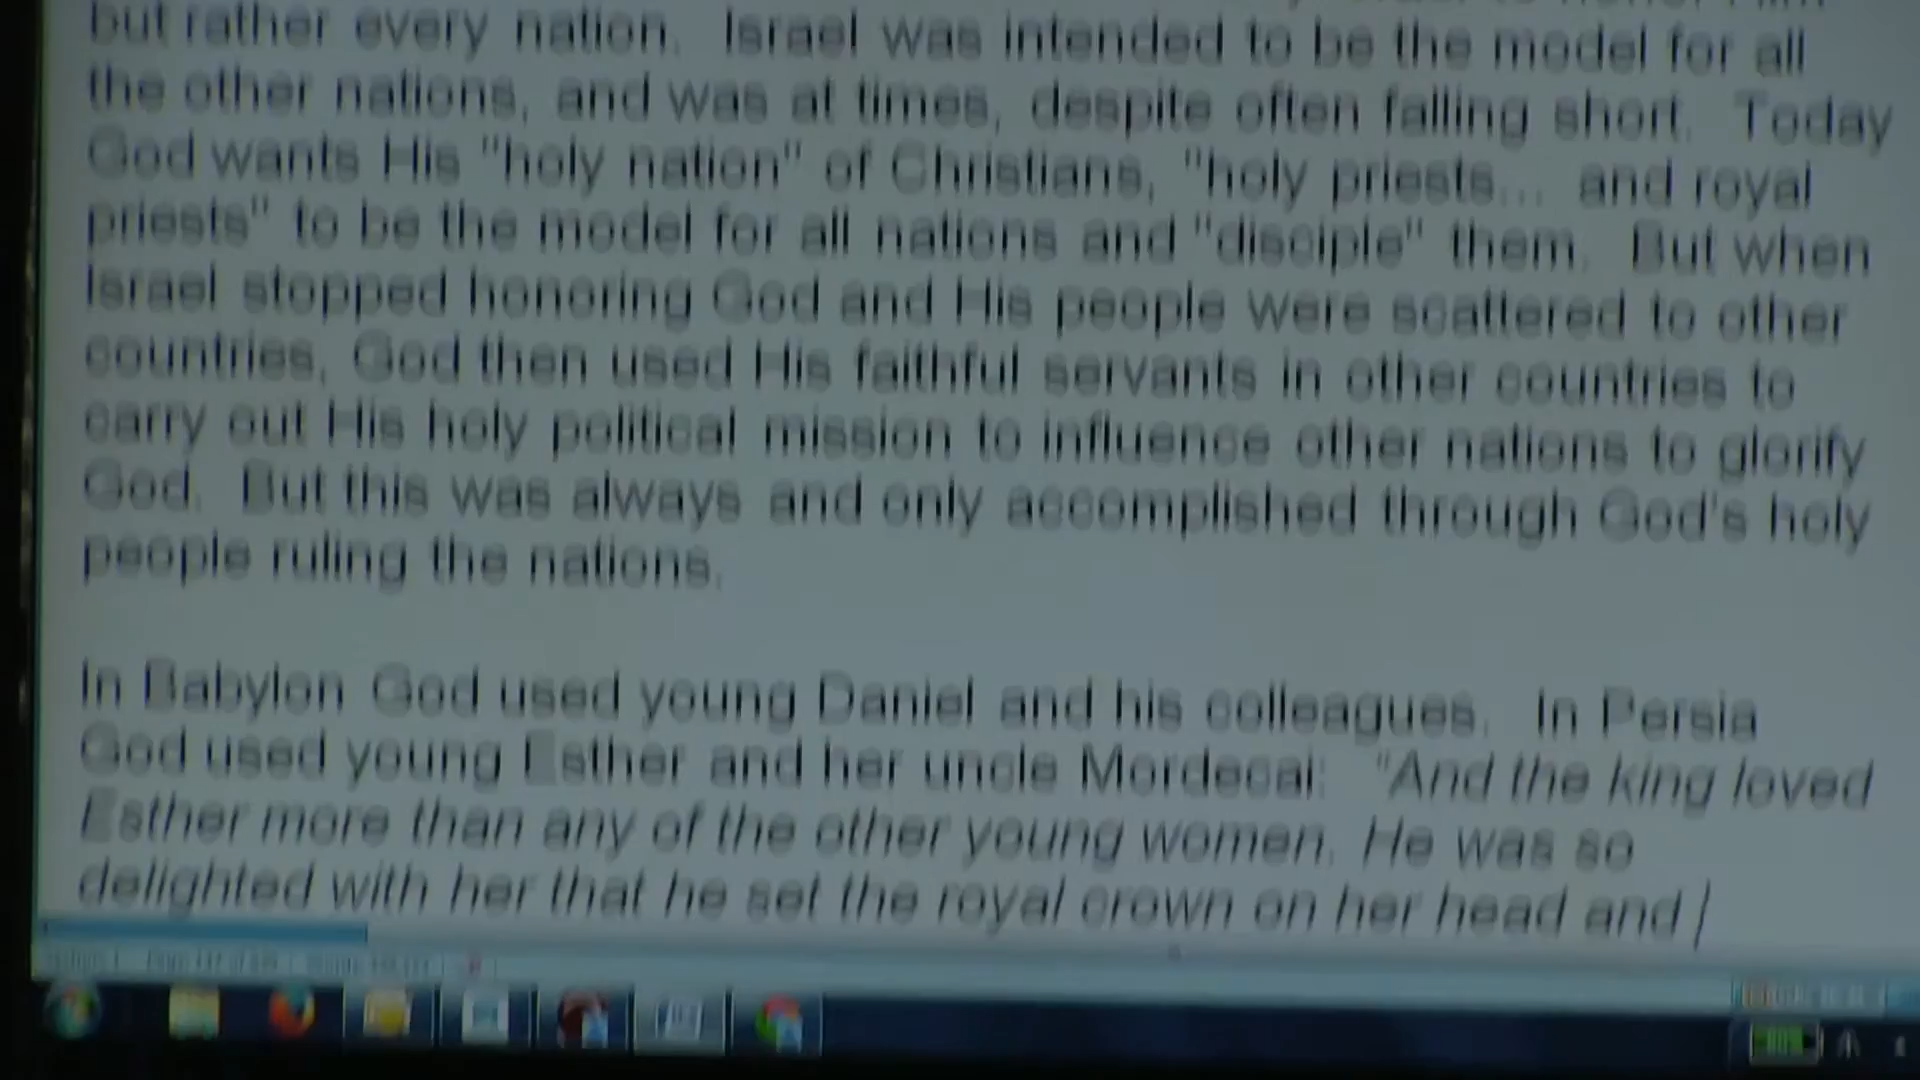 but rather every nation. Israel was intended to be the model for all
the other nations, and was at times, despite often falling short. Today
God wants His "holy nation" of Christians, "holy priests... and royal
priests" to be the model for all nations and "disciple" them. But when
Israel stopped honoring God and His people were scattered to other
countries, God then used His faithful servants in other countries to
carry out His holy political mission to influence other nations to glorify
God. But this was always and only accomplished through God's holy
people ruling the nations.
In Babylon God used young Daniel and his colleagues. In Persia
God used young Esther and her uncle Mordecai: "And the king loved
Esther more than any of the other young women. He was so
delighted with her that he set the royal crown on her head and